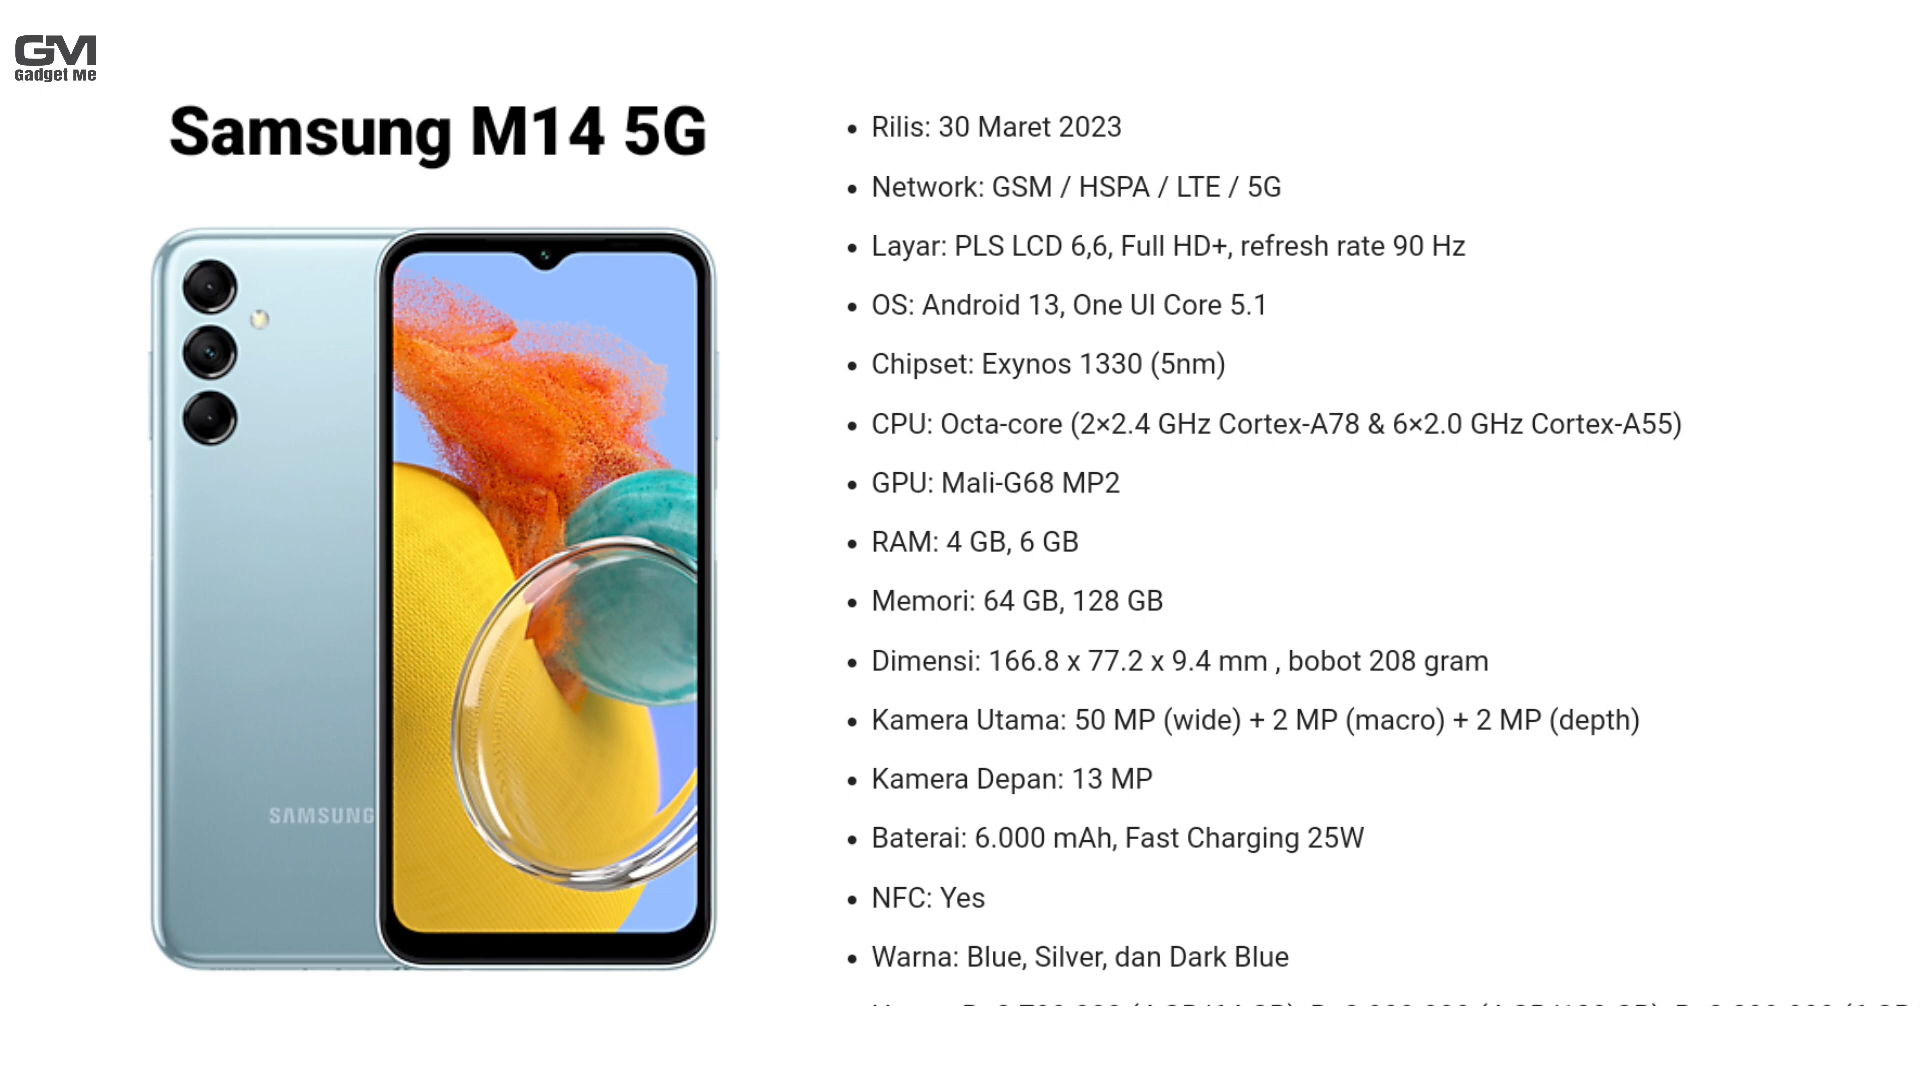 GM
Gadget Me
Samsung M14 5G
• Rilis: 30 Maret 2023
• Network: GSM / HSPA / LTE / 5G
• Layar: PLS LCD 6,6, Full HD+, refresh rate 90 Hz
• OS: Android 13, One UI Core 5.1
• Chipset: Exynos 1330 (5nm)
• CPU: Octa-core (2×2.4 GHz Cortex-A78 & 6×2.0 GHz Cortex-A55)
• GPU: Mali-G68 MP2
• RAM: 4 GB, 6 GB
• Memori: 64 GB, 128 GB
• Dimensi: 166.8 x 77.2 x 9.4 mm , bobot 208 gram
• Kamera Utama: 50 MP (wide) + 2 MP (macro) + 2 MP (depth)
• Kamera Depan: 13 MP
• Baterai: 6.000 mAh, Fast Charging 25W
• NFC: Yes
• Warna: Blue, Silver, dan Dark Blue
SAMSUNG